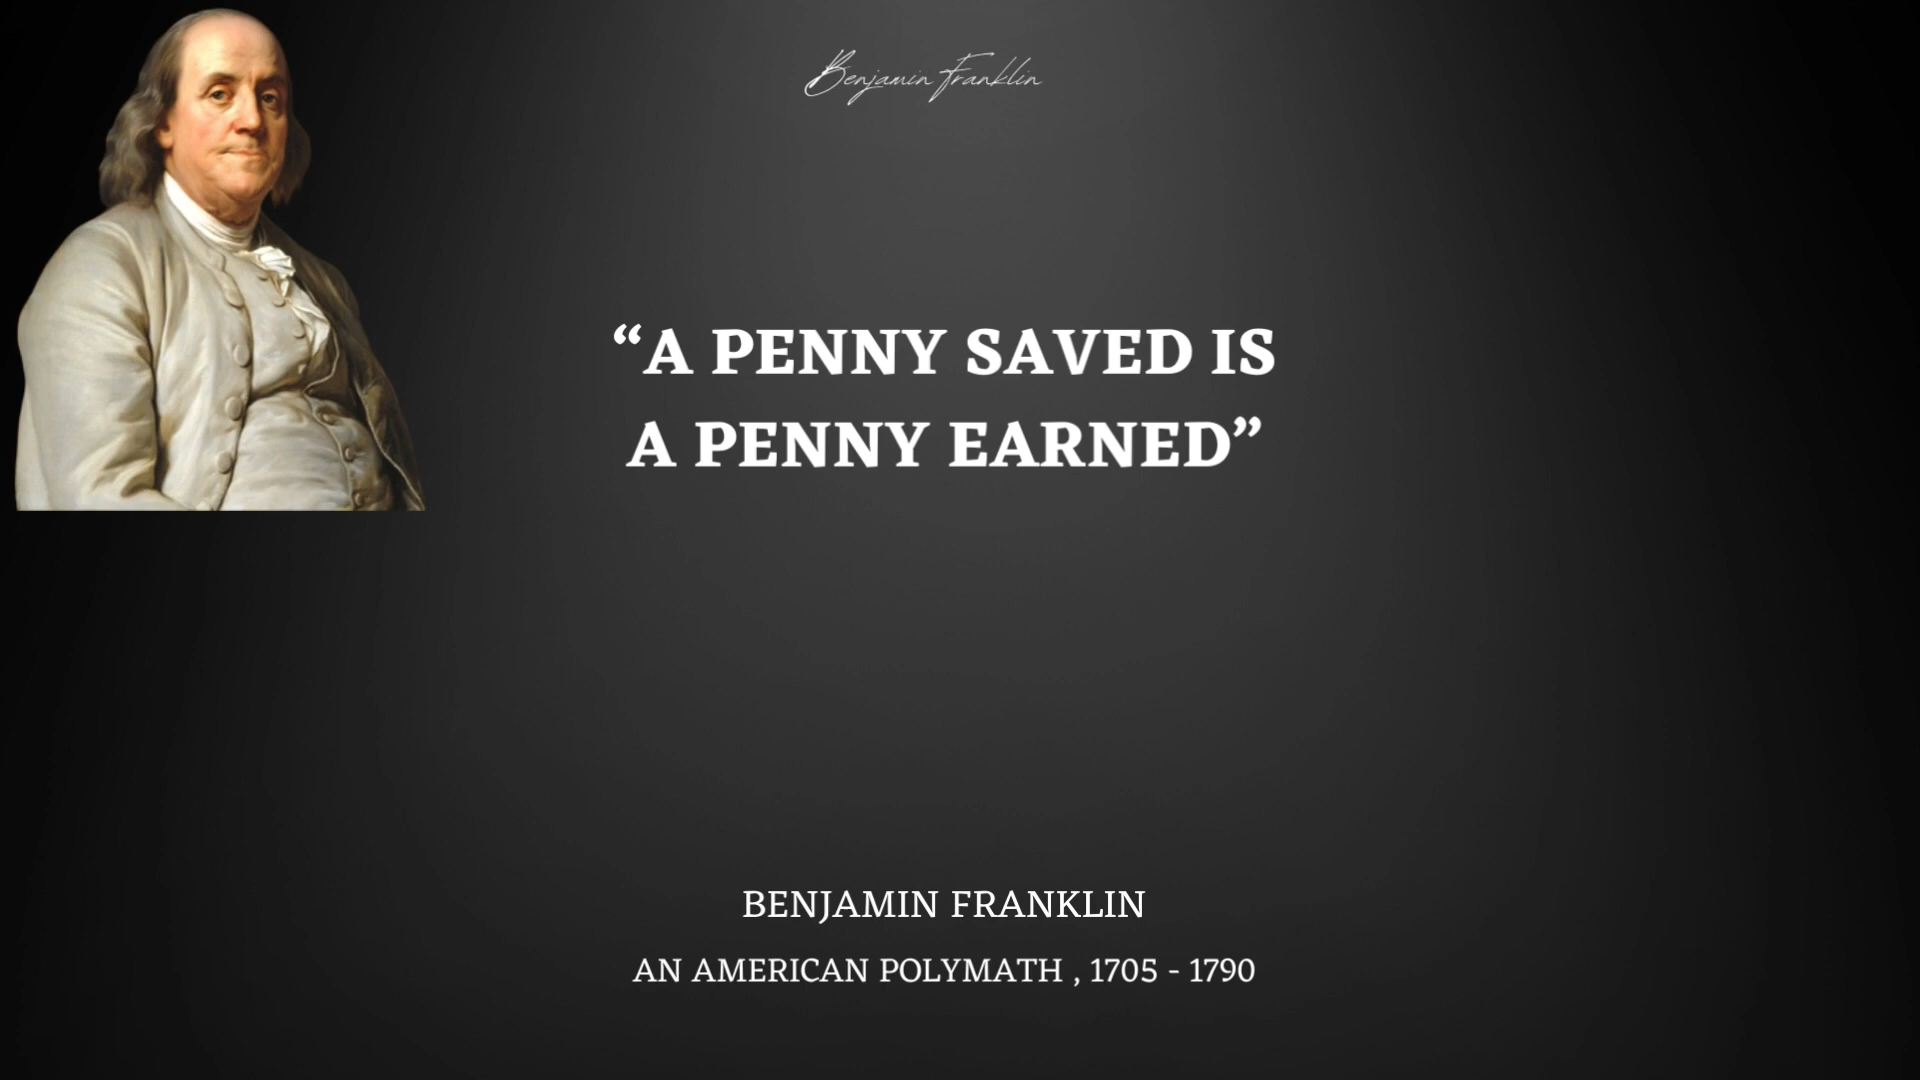 Benjamin Franklin
“A PENNY SAVED IS
A PENNY EARNED”
BENJAMIN FRANKLIN
AN AMERICAN POLYMATH , 1705 - 1790